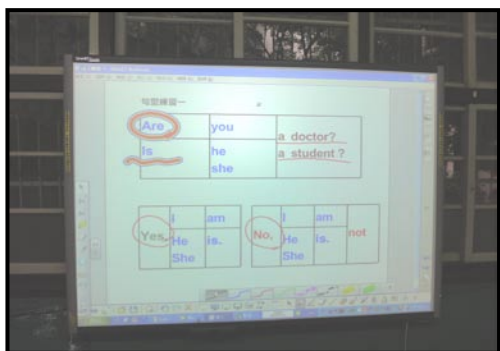 句型練習一
Are you a doctor?
Is he a student ?
she
I am
Yes, He is.
She
I am
No, He is. not
She